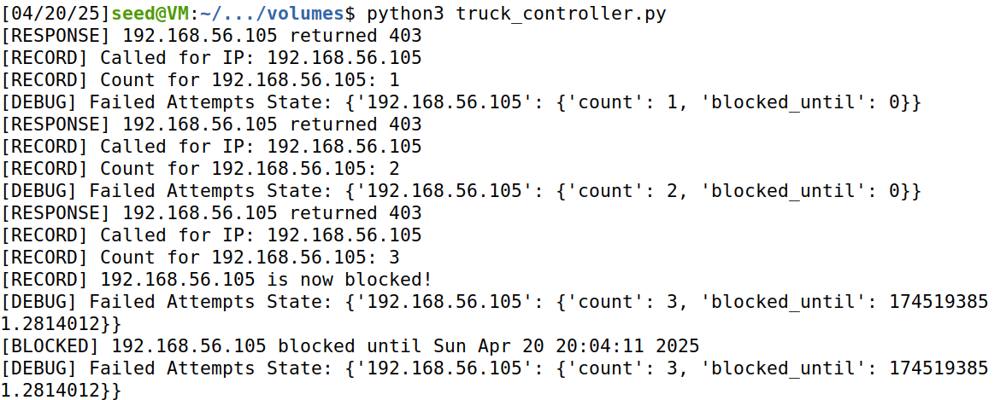 [04/20/25]seed@VM:~/.../volumes$ python3 truck_controller.py
[RESPONSE] 192.168.56.105 returned 403
[RECORD] Called for IP: 192.168.56.105
[RECORD] Count for 192.168.56.105: 1
[DEBUG] Failed Attempts State: {'192.168.56.105': {'count': 1, 'blocked_until': 0}}
[RESPONSE] 192.168.56.105 returned 403
[RECORD] Called for IP: 192.168.56.105
[RECORD] Count for 192.168.56.105: 2
[DEBUG] Failed Attempts State: {'192.168.56.105': {'count': 2, 'blocked_until': 0}}
[RESPONSE] 192.168.56.105 returned 403
[RECORD] Called for IP: 192.168.56.105
[RECORD] Count for 192.168.56.105: 3
[RECORD] 192.168.56.105 is now blocked!
[DEBUG] Failed Attempts State: {'192.168.56.105': {'count': 3, 'blocked_until': 174519385
1.2814012}}
[BLOCKED] 192.168.56.105 blocked until Sun Apr 20 20:04:11 2025
[DEBUG] Failed Attempts State: {'192.168.56.105': {'count': 3, 'blocked_until': 174519385
1.2814012}}